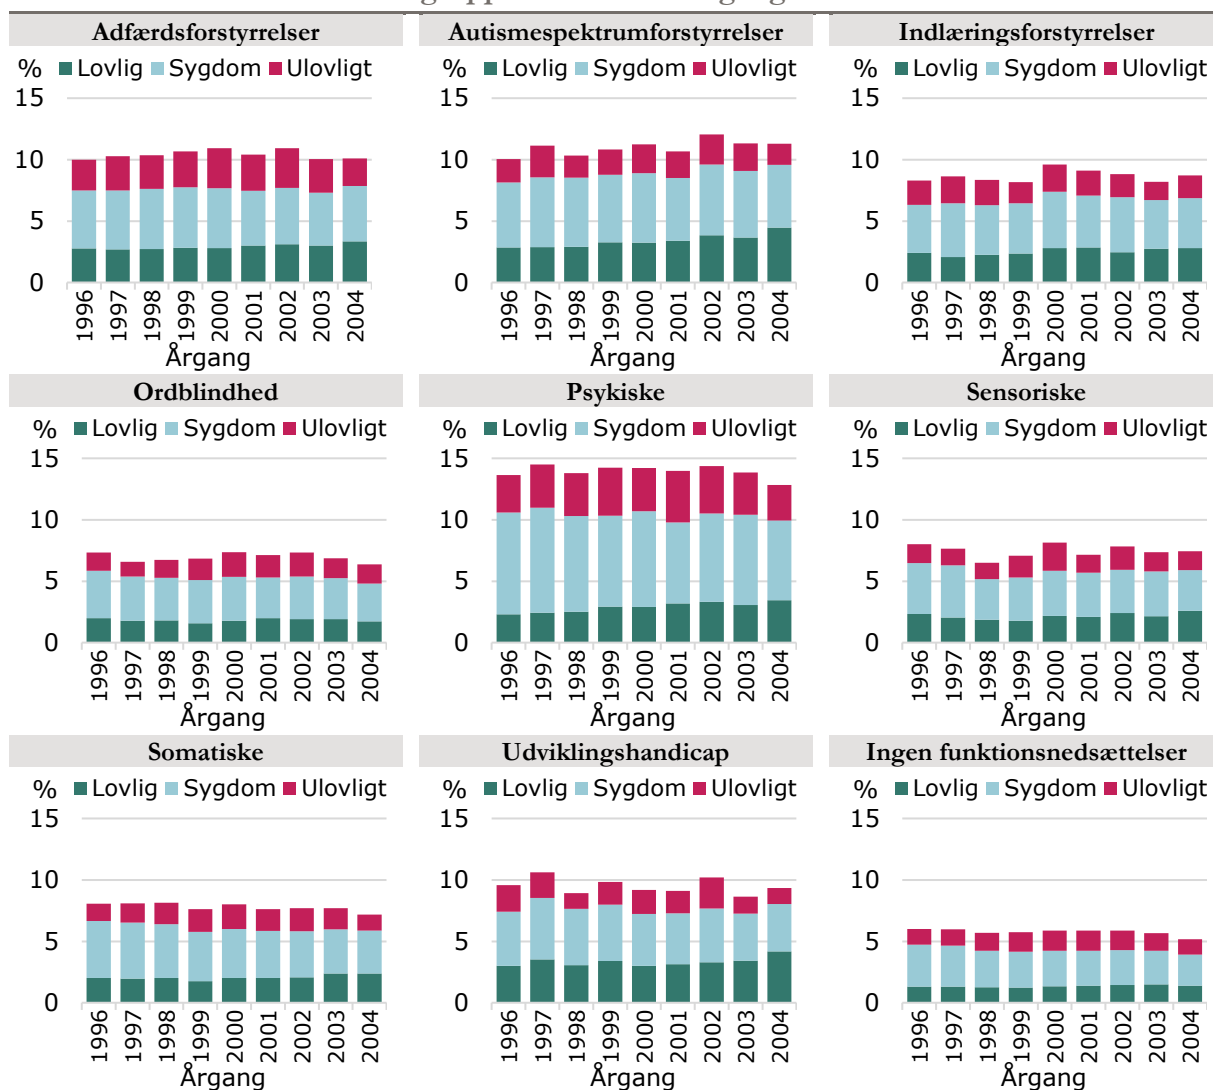 Adfærdsforstyrrelser Autismespektrumforstyrrelser Indlæringsforstyrrelser
% Lovlig Sygdom Ulovligt % Lovlig Sygdom Ulovligt % Lovlig Sygdom Ulovligt
15 15 15
10 10 10
5 5 5
0 0 0
1996 1997 1998 1999 2000 2001 2002 2003 2004 1996 1997 1998 1999 2000 2001 2002 2003 2004 1996 1997 1998 1999 2000 2001 2002 2003 2004
Årgang Årgang Årgang
Ordblindhed Psykiske Sensoriske
% Lovlig Sygdom Ulovligt % Lovlig Sygdom Ulovligt % Lovlig Sygdom Ulovligt
15 15 15
10 10 10
5 5 5
0 0 0
1996 1997 1998 1999 2000 2001 2002 2003 2004 1996 1997 1998 1999 2000 2001 2002 2003 2004 1996 1997 1998 1999 2000 2001 2002 2003 2004
Årgang Årgang Årgang
Somatiske Udviklingshandicap Ingen funktionsnedsættelser
% Lovlig Sygdom Ulovligt % Lovlig Sygdom Ulovligt % Lovlig Sygdom Ulovligt
15 15 15
10 10 10
5 5 5
0 0 0
1996 1997 1998 1999 2000 2001 2002 2003 2004 1996 1997 1998 1999 2000 2001 2002 2003 2004 1996 1997 1998 1999 2000 2001 2002 2003 2004
Årgang Årgang Årgang